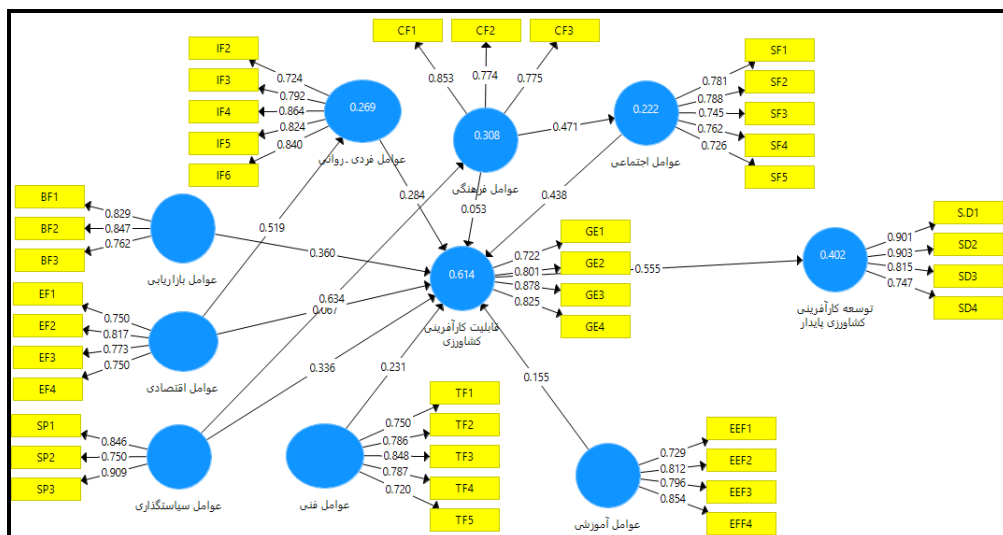 CF1
CF2
CF3
0.853
0.774
0.775
0.308
عوامل فرهنگی
IF2
IF3
IF4
IF5
IF6
0.724
0.792
0.864
0.824
0.840
0.269
عوامل فردی ـ روانی
SF1
SF2
SF3
SF4
SF5
0.781
0.788
0.745
0.762
0.726
0.222
عوامل اجتماعی
0.471
0.438
0.053
0.284
0.519
BF1
BF2
BF3
0.829
0.847
0.762
عوامل بازاریابی
0.360
GE1
GE2
GE3
GE4
0.722
0.801
0.878
0.825
0.614
قابلیت کارآفرینی
کشاورزی
0.555
S.D1
SD2
SD3
SD4
0.901
0.903
0.815
0.747
0.402
توسعه کارآفرینی
کشاورزی پایدار
EF1
EF2
EF3
EF4
0.750
0.817
0.773
0.750
عوامل اقتصادی
0.634
0.067
0.336
0.231
0.155
SP1
SP2
SP3
0.846
0.750
0.909
عوامل سیاستگذاری
TF1
TF2
TF3
TF4
TF5
0.750
0.786
0.848
0.787
0.720
عوامل فنی
EEF1
EEF2
EEF3
EFF4
0.729
0.812
0.796
0.854
عوامل آموزشی